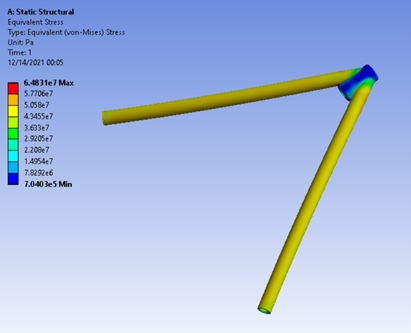 A: Static Structural
Equivalent Stress
Type: Equivalent (von-Mises) Stress
Unit: Pa
Time: 1
12/14/2021 00:05
6.4831e7 Max
5.7706e7
5.058e7
4.3455e7
3.633e7
2.9205e7
2.208e7
1.4954e7
7.8292e6
7.0403e5 Min